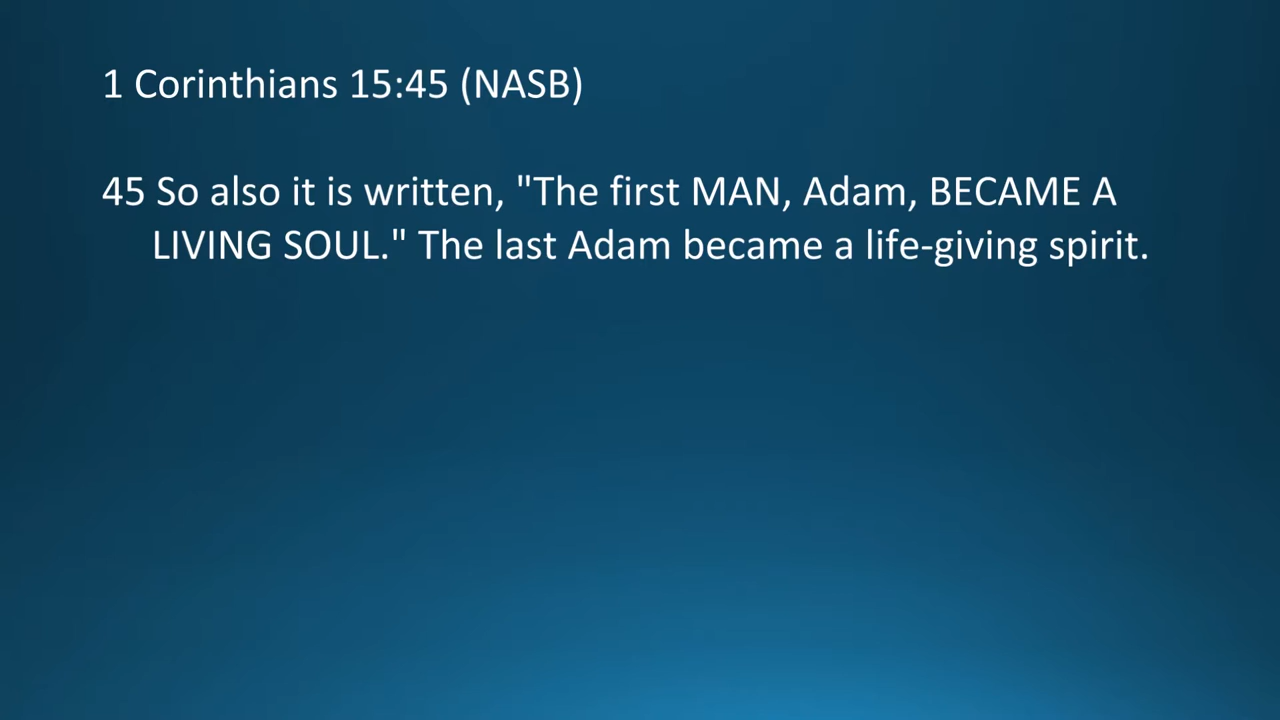 1 Corinthians 15:45 (NASB)
45 So also it is written, "The first MAN, Adam, BECAME A
LIVING SOUL." The last Adam became a life-giving spirit.